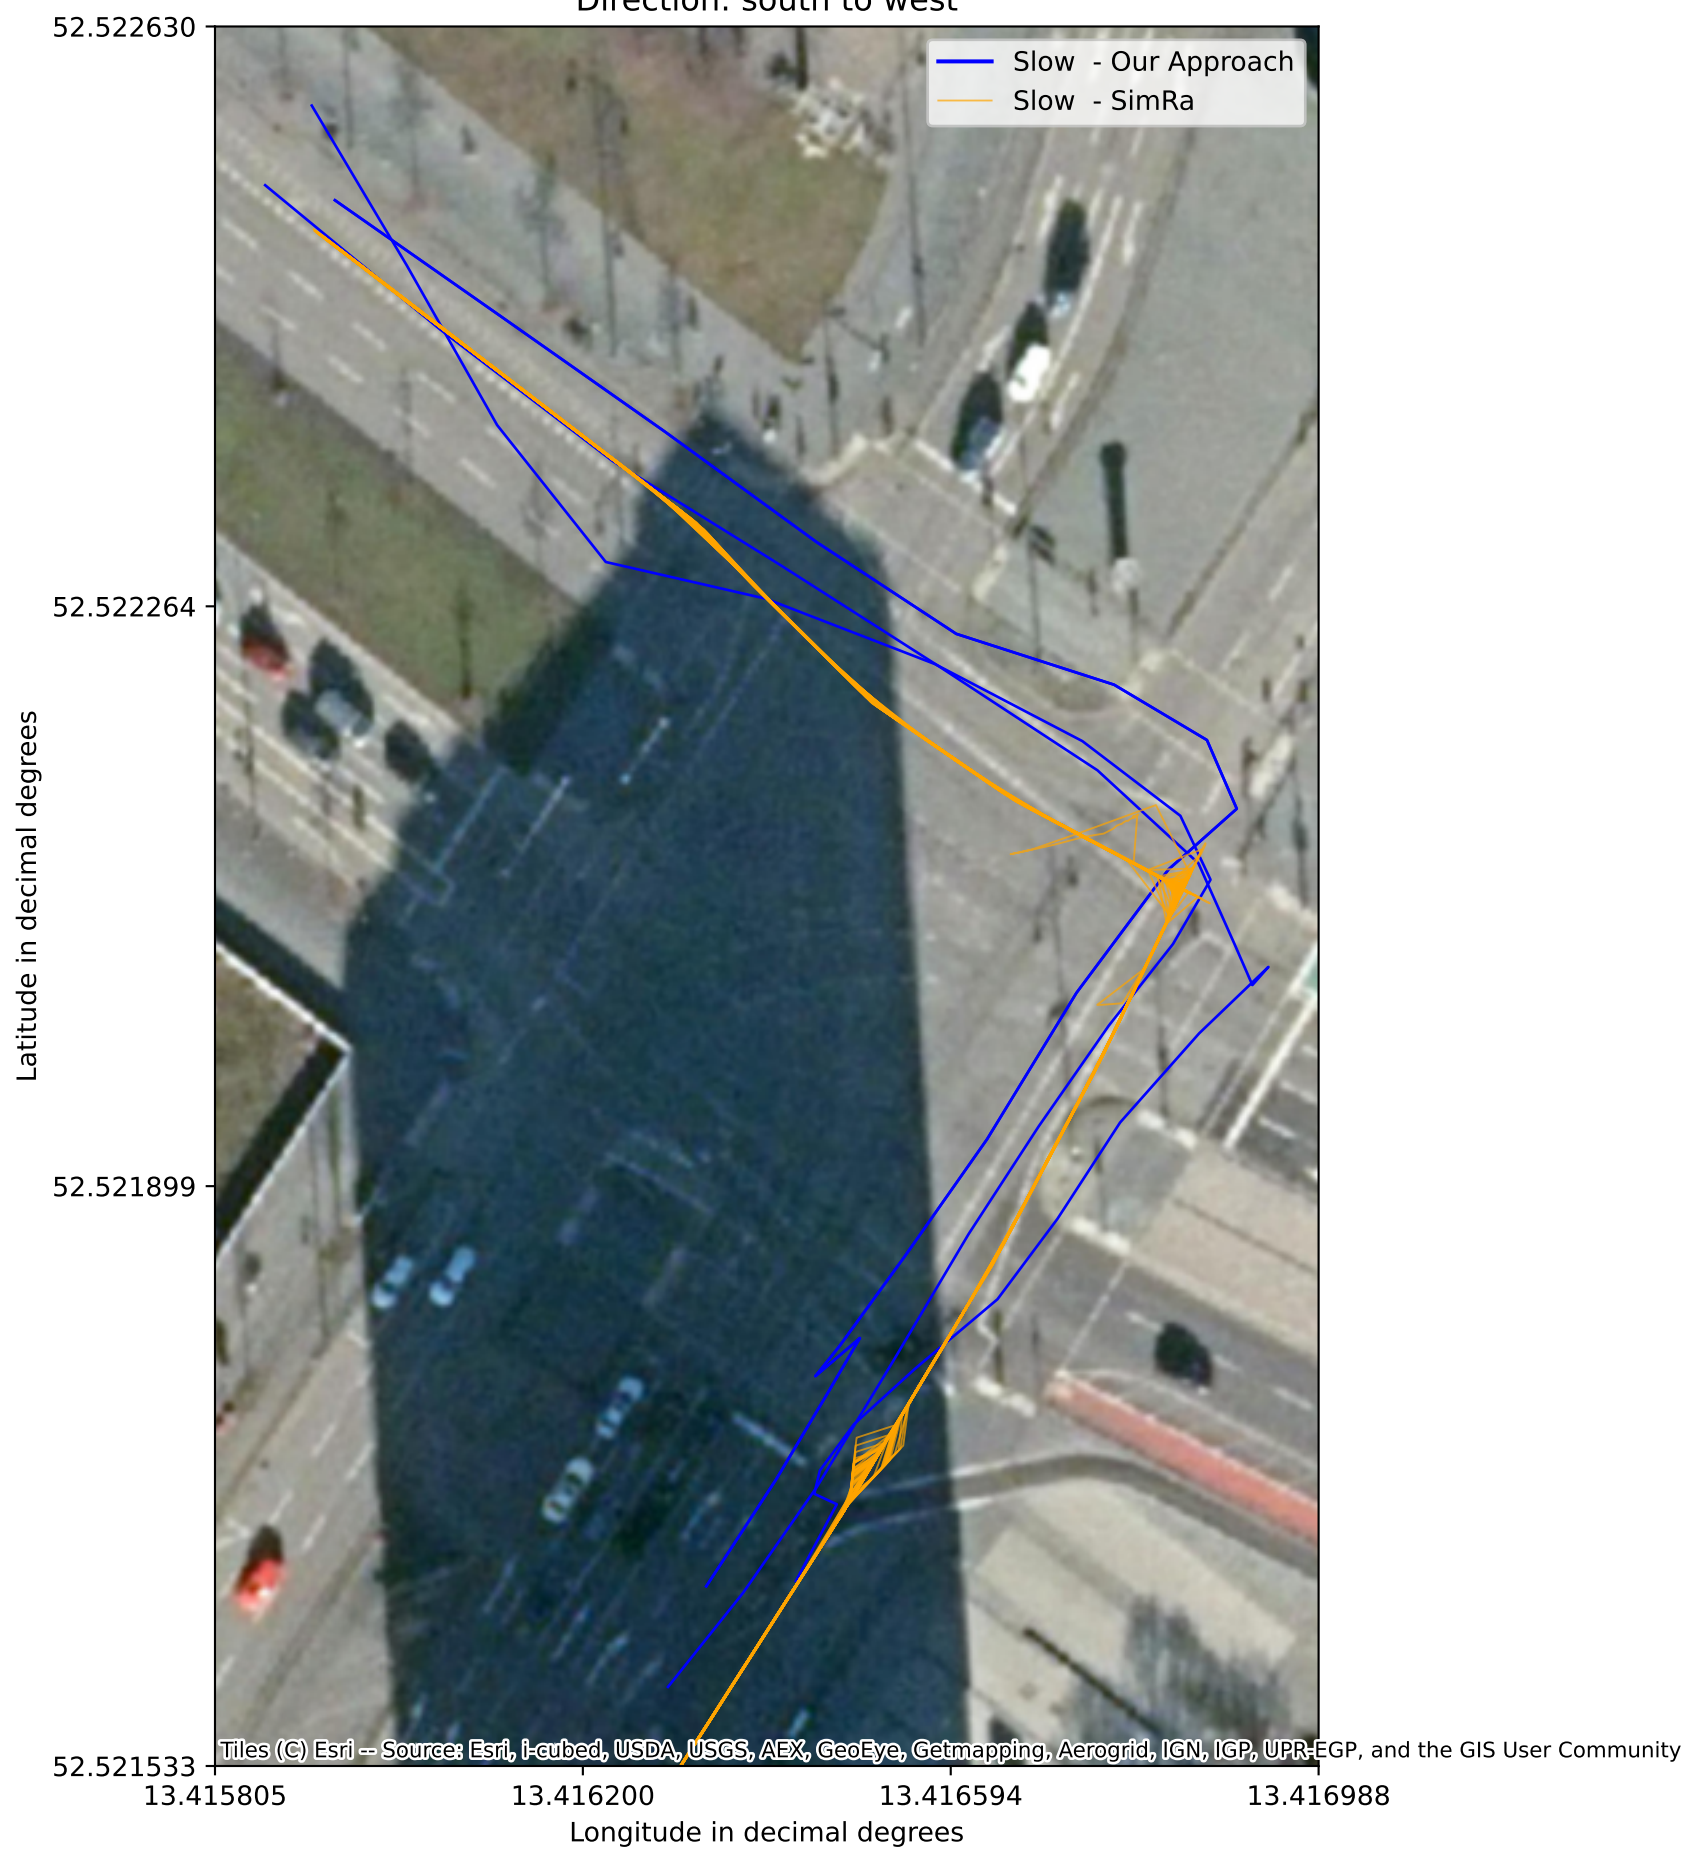 Direction: south to west
52.522630
Slow - Our Approach
Slow - SimRa
52.522264
Latitude in decimal degrees
52.521899
Tiles (C) Esri -- Source: Esri, i-cubed, USDA, USGS, AEX, GeoEye, Getmapping, Aerogrid, IGN, IGP, UPR-EGP, and the GIS User Community
52.521533
13.415805 13.416200 13.416594 13.416988
Longitude in decimal degrees